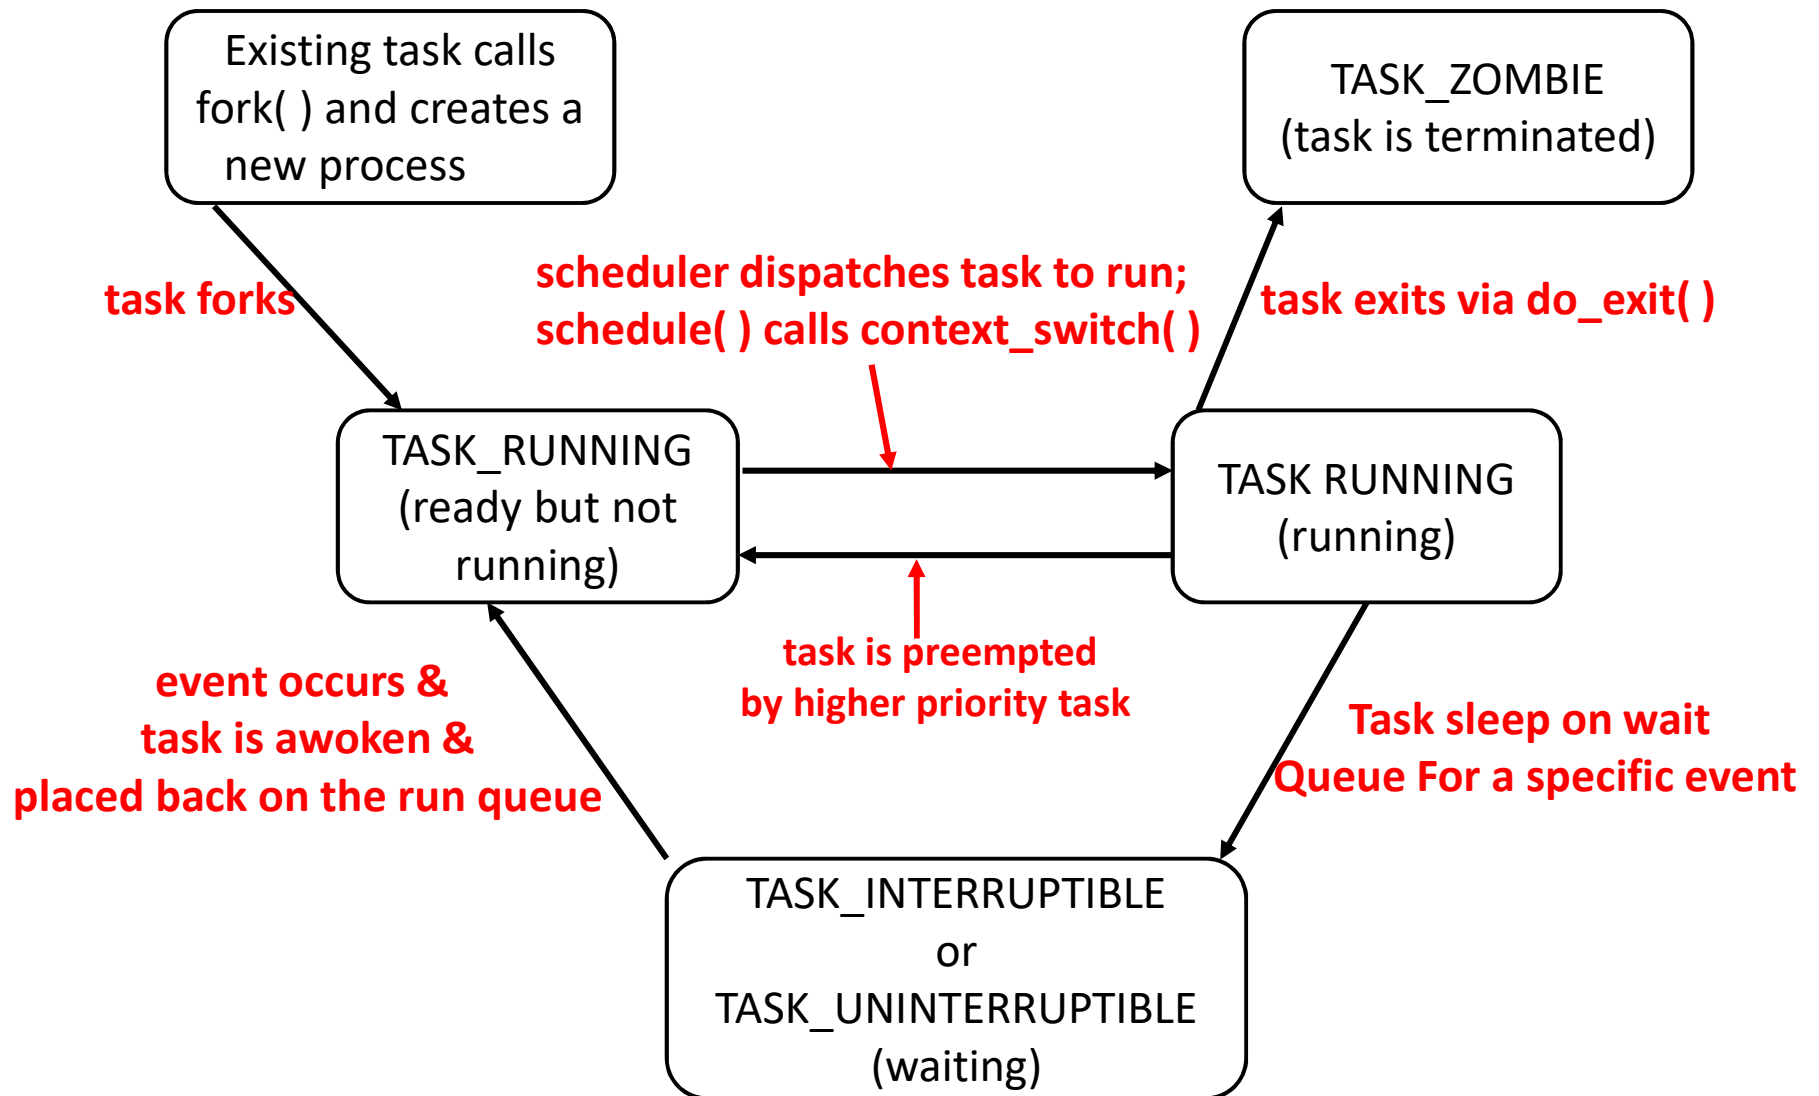 Existing task calls
fork( ) and creates a
new process
TASK_ZOMBIE
(task is terminated)
task forks
scheduler dispatches task to run;
schedule( ) calls context_switch( )
task exits via do_exit( )
TASK_RUNNING
(ready but not
running)
TASK RUNNING
(running)
task is preempted
by higher priority task
event occurs &
task is awoken &
placed back on the run queue
Task sleep on wait
Queue For a specific event
TASK_INTERRUPTIBLE
or
TASK_UNINTERRUPTIBLE
(waiting)